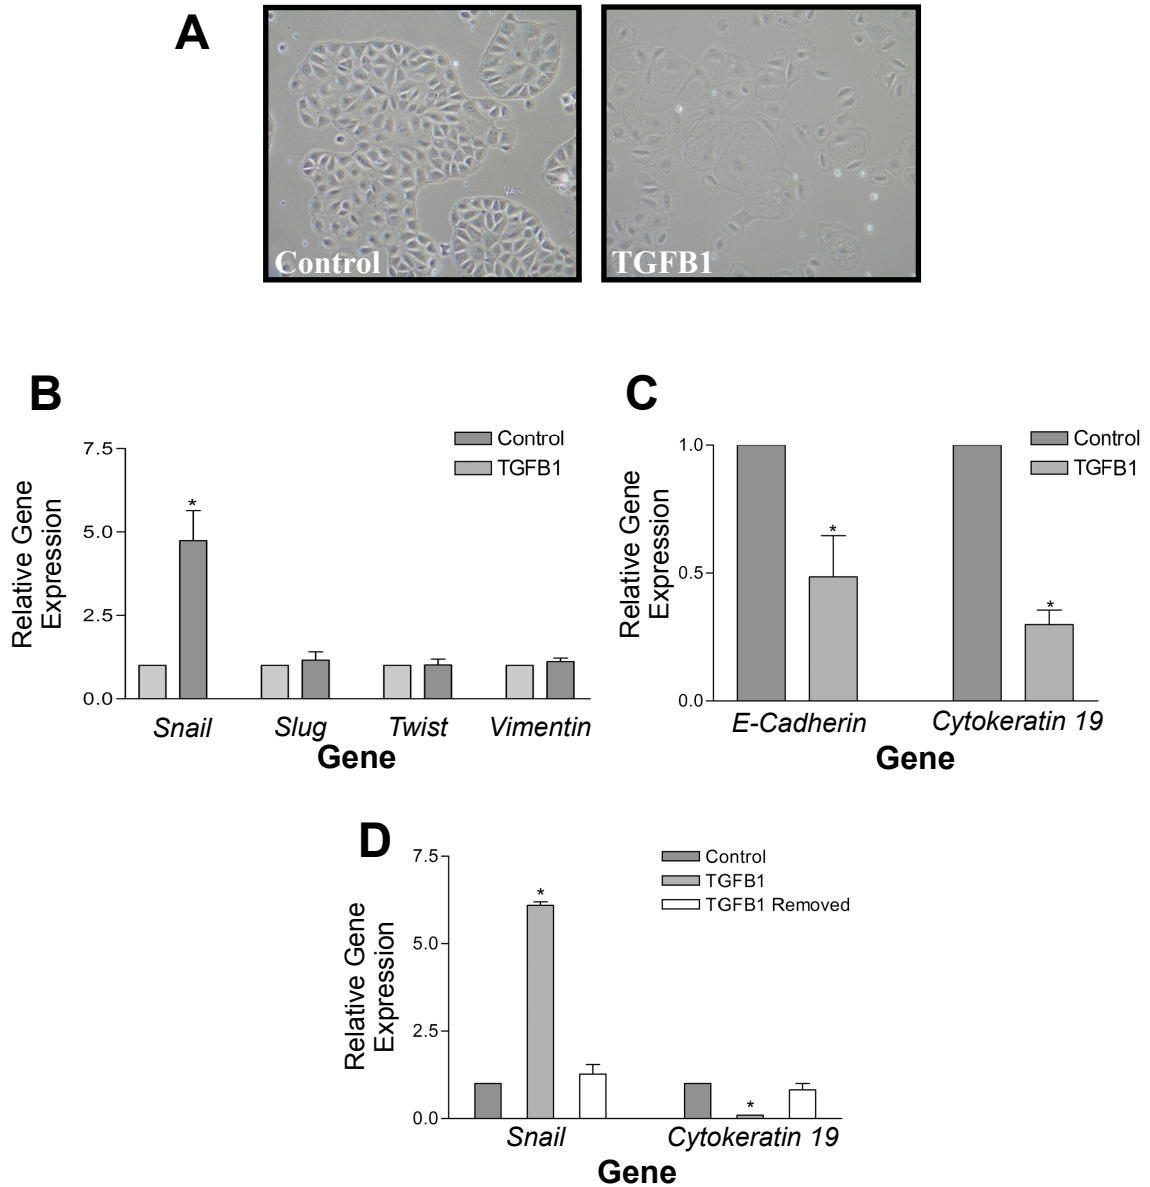 A
Control
TGFB1
B
Control
TGFB1
7.5
5.0
2.5
0.0
Relative Gene
Expression
*
Snail
Slug
Twist
Vimentin
Gene
C
Control
TGFB1
1.0
0.5
0.0
Relative Gene
Expression
*
*
E-Cadherin
Cytokeratin 19
Gene
D
Control
TGFB1
TGFB1 Removed
7.5
5.0
2.5
0.0
Relative Gene
Expression
*
*
Snail
Cytokeratin 19
Gene